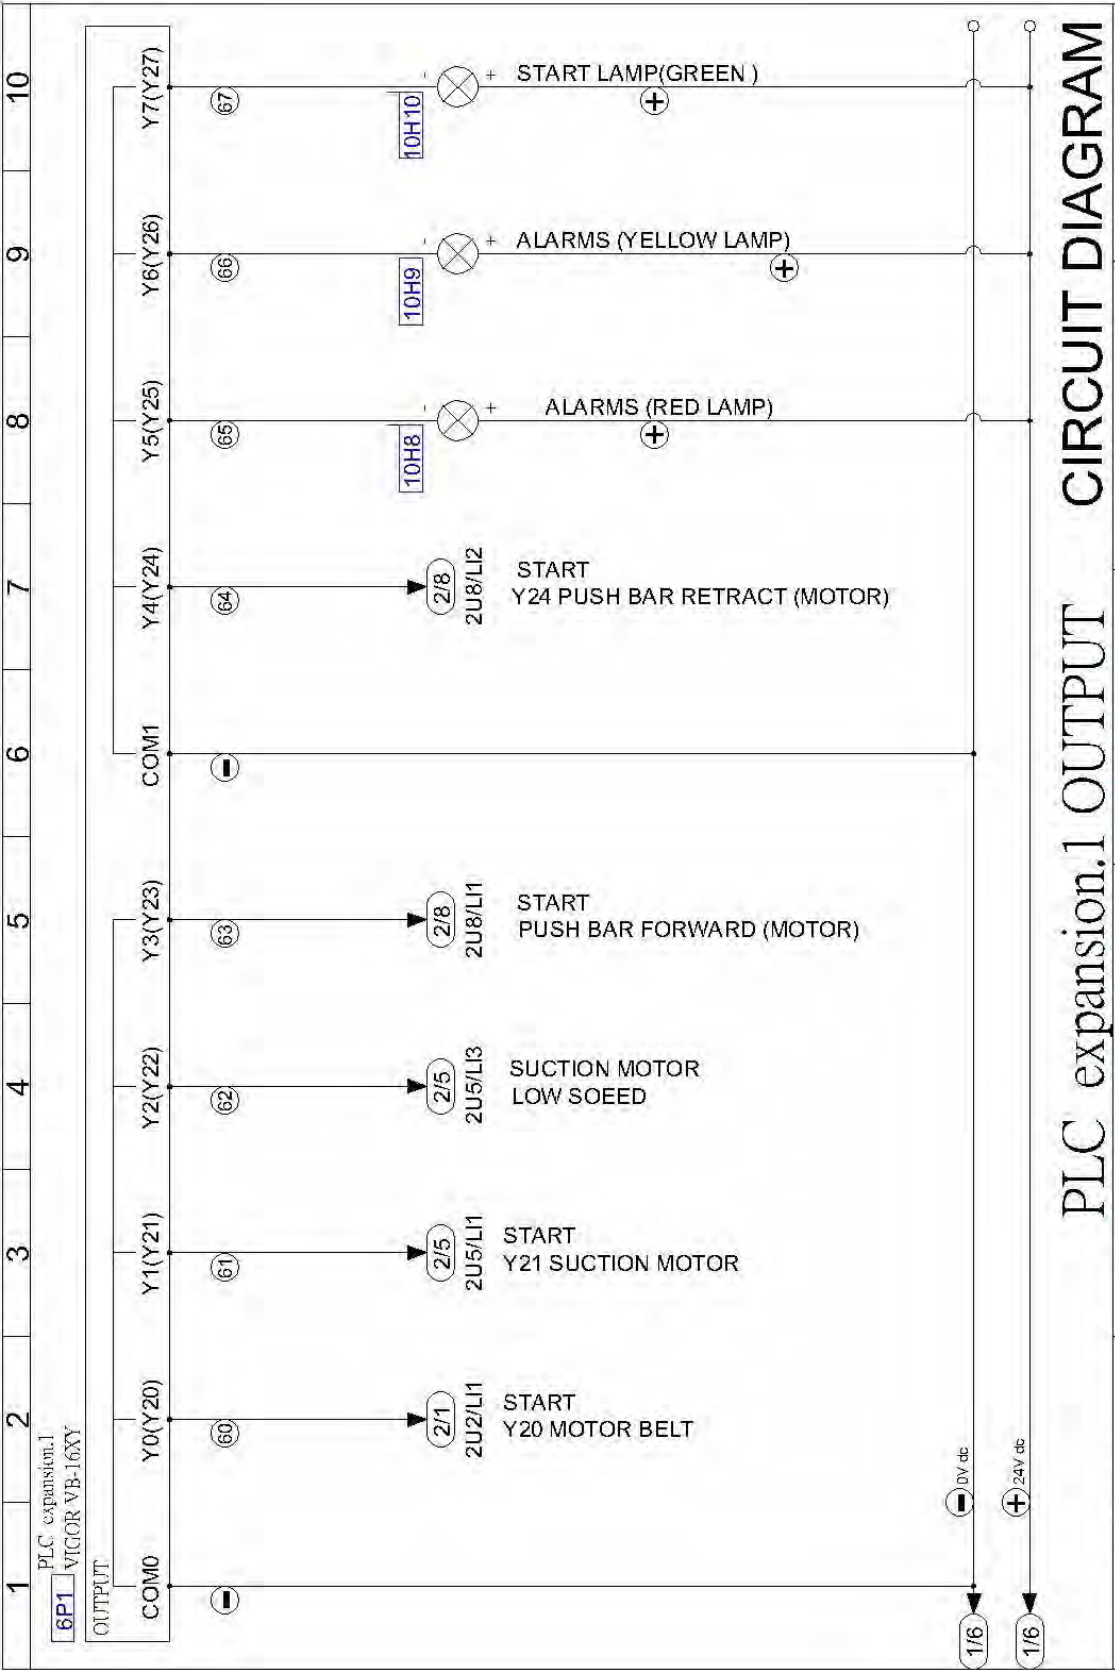 1
2
3
4
5
6
7
8
9
10
6P1
PLC expansion.1
VIGOR VB-16XY
OUTPUT
COM0
Y0(Y20)
Y1(Y21)
Y2(Y22)
Y3(Y23)
COM1
Y4(Y24)
Y5(Y25)
Y6(Y26)
Y7(Y27)
60
61
62
63
64
65
66
67
2/1
2U2/LI1
START
Y20 MOTOR BELT
2/5
2U5/LI1
START
Y21 SUCTION MOTOR
2/5
2U5/LI3
SUCTION MOTOR
LOW SOEED
2/8
2U8/LI1
START
PUSH BAR FORWARD (MOTOR)
2/8
2U8/LI2
START
Y24 PUSH BAR RETRACT (MOTOR)
10H8
- +
ALARMS (RED LAMP)
+
10H9
- +
ALARMS (YELLOW LAMP)
+
10H10
- +
START LAMP(GREEN )
+
1/6
- 0V dc
1/6
+ 24V dc
PLC expansion.1 OUTPUT CIRCUIT DIAGRAM